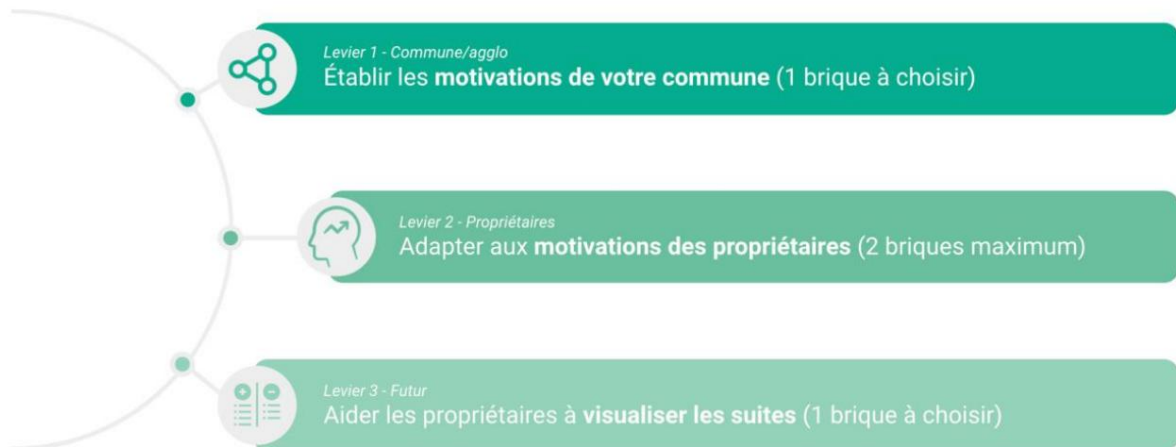 Levier 1 - Commune/agglo
Établir les motivations de votre commune (1 brique à choisir)
Levier 2 - Propriétaires
Adapter aux motivations des propriétaires (2 briques maximum)
Levier 3 - Futur
Aider les propriétaires à visualiser les suites (1 brique à choisir)